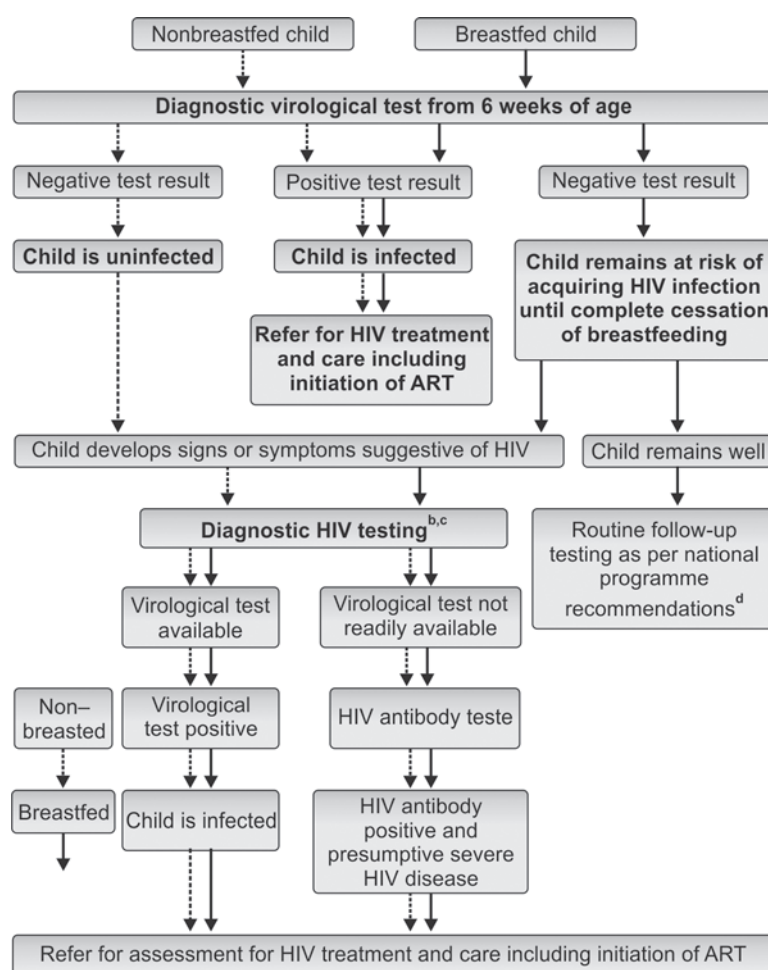 Nonbreastfed child
Breastfed child
Diagnostic virological test from 6 weeks of age
Negative test result
Positive test result
Negative test result
Child is uninfected
Child is infected
Child remains at risk of
acquiring HIV infection
until complete cessation
of breastfeeding
Refer for HIV treatment
and care including
initiation of ART
Child develops signs or symptoms suggestive of HIV
Child remains well
Diagnostic HIV testing b,c
Routine follow-up
testing as per national
programme
recommendations d
Virological test
available
Virological test not
readily available
Non–
breasted
Virological
test positive
HIV antibody teste
Breastfed
Child is infected
HIV antibody
positive and
presumptive severe
HIV disease
Refer for assessment for HIV treatment and care including initiation of ART